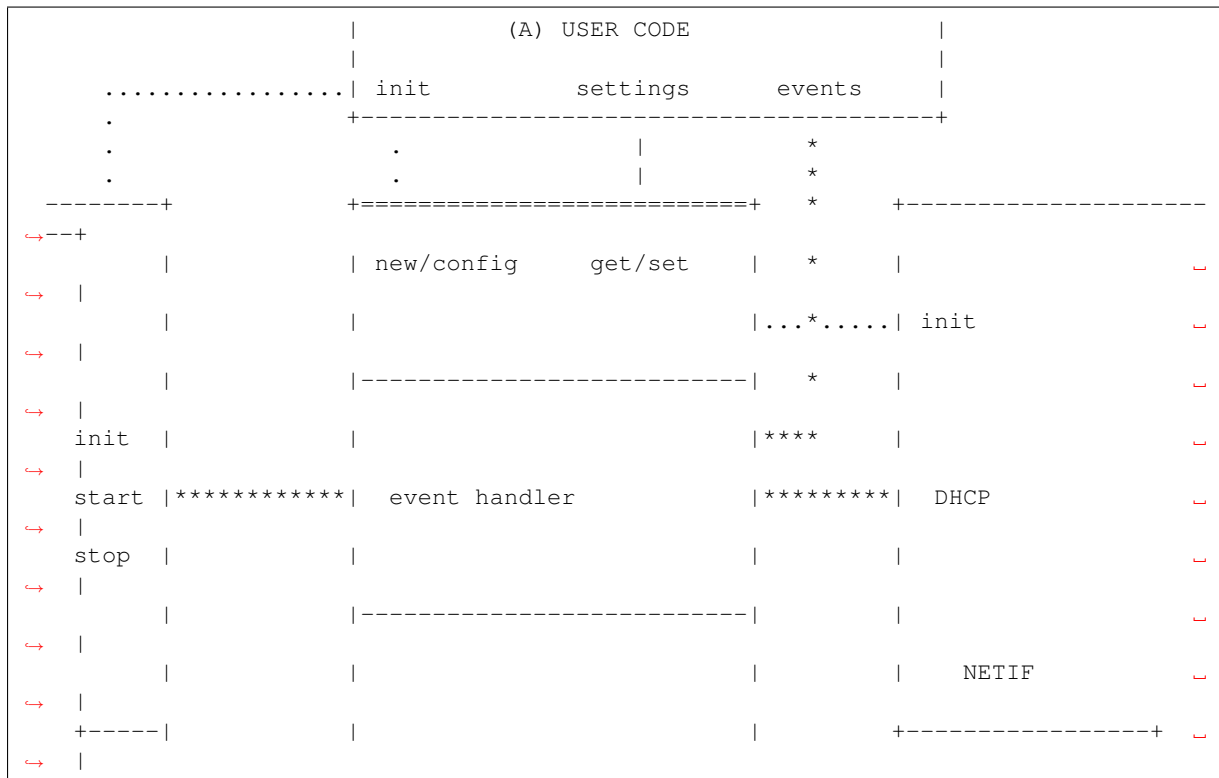 |          (A) USER CODE                 |
                       |                                        |
      .................| init          settings      events     |
      .                +----------------------------------------+
      .                   .                |           *
      .                   .                |           *
  --------+            +===========================+   *     +---------------------
↪--+
          |            | new/config     get/set    |   *     |                    ␣
↪  |
          |            |                           |...*.....| init               ␣
↪  |
          |            |---------------------------|   *     |                    ␣
↪  |
    init  |            |                           |****     |                    ␣
↪  |
    start |************|  event handler            |*********|  DHCP              ␣
↪  |
    stop  |            |                           |         |                    ␣
↪  |
          |            |---------------------------|         |                    ␣
↪  |
          |            |                           |         |    NETIF           ␣
↪  |
    +-----|            |                           |         +-----------------+  ␣
↪  |